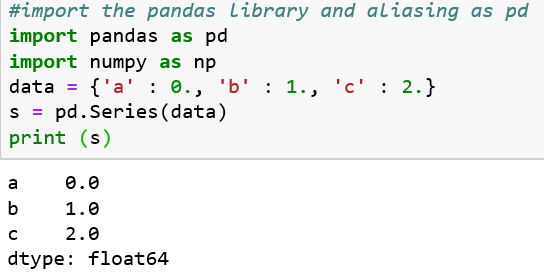 #import the pandas library and aliasing as pd
import pandas as pd
import numpy as np
data = {'a' : 0., 'b' : 1., 'c' : 2.}
s = pd.Series(data)
print (s)
a    0.0
b    1.0
c    2.0
dtype: float64